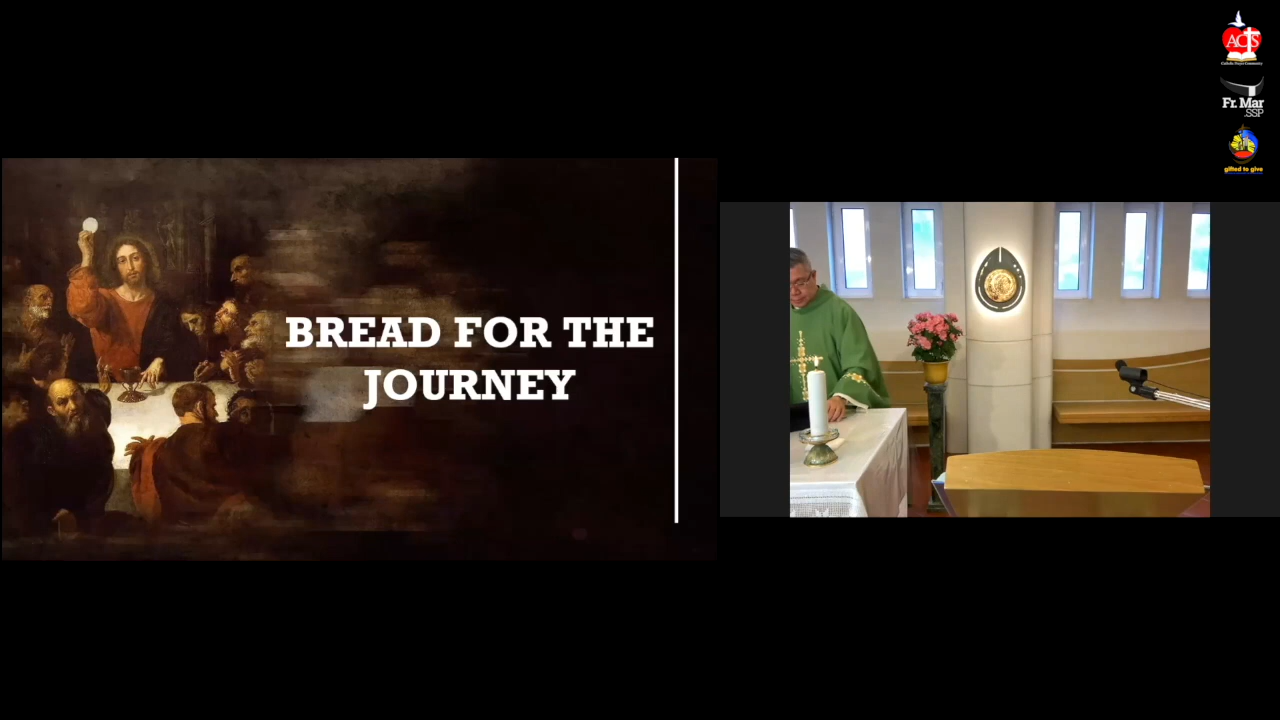 BREAD FOR THE
JOURNEY
ACTS
Fr. Mar
.SSP
gifted to give